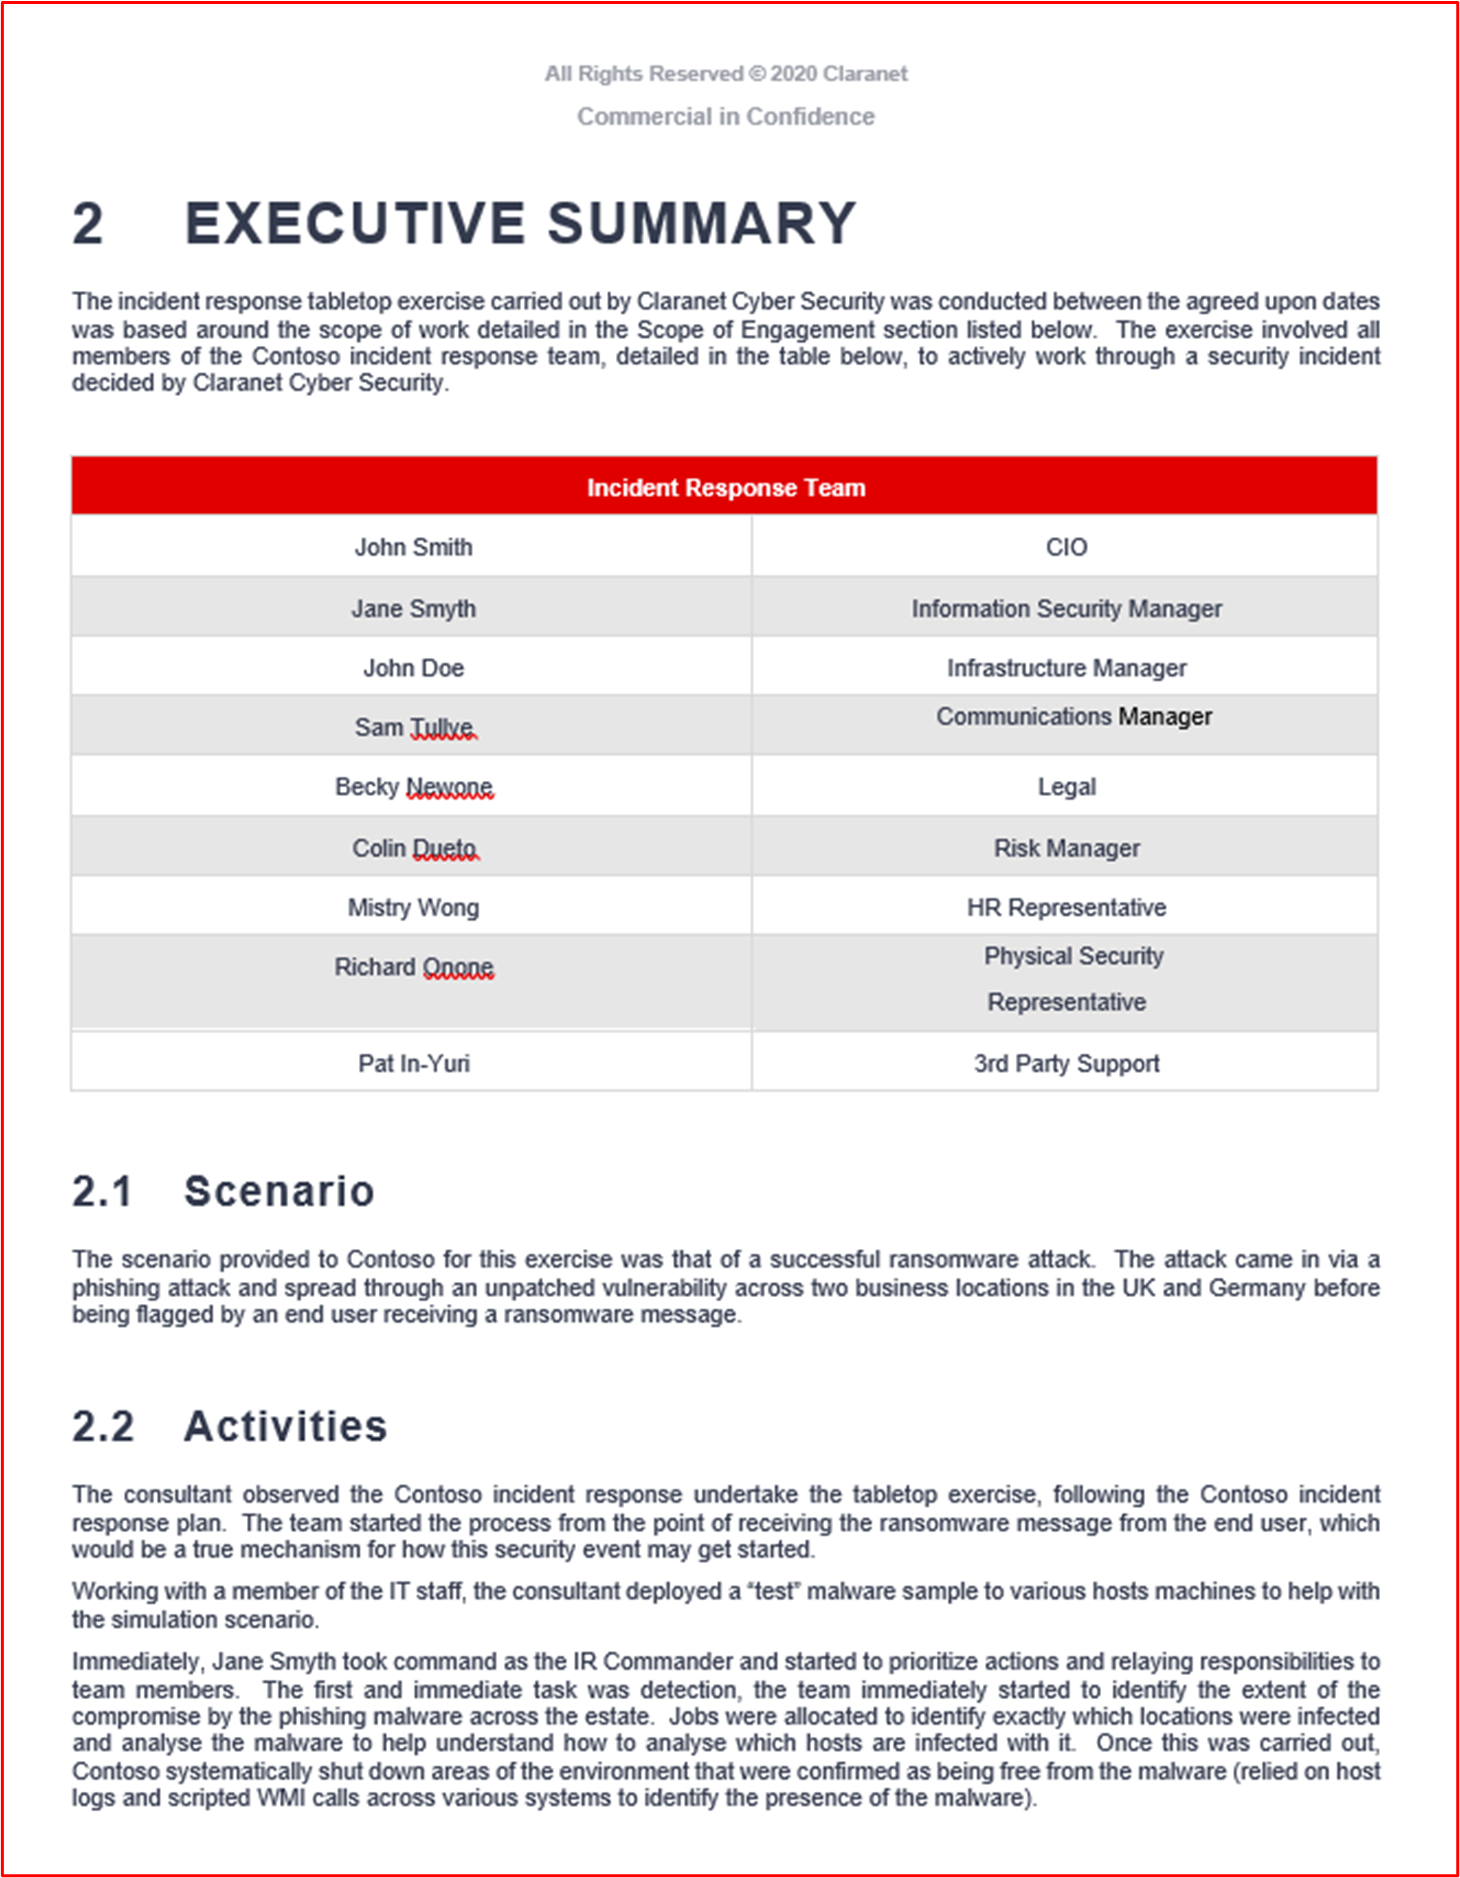 All Rights Reserved © 2020 Claranet
Commercial in Confidence
2 EXECUTIVE SUMMARY
The incident response tabletop exercise carried out by Claranet Cyber Security was conducted between the agreed upon dates
was based around the scope of work detailed in the Scope of Engagement section listed below. The exercise involved all
members of the Contoso incident response team, detailed in the table below, to actively work through a security incident
decided by Claranet Cyber Security.
Incident Response Team
John Smith CIO
Jane Smyth Information Security Manager
John Doe Infrastructure Manager
Sam Tullve Communications Manager
Becky Newone Legal
Colin Dueto Risk Manager
Mistry Wong HR Representative
Richard Onone Physical Security
Representative
Pat In-Yuri 3rd Party Support
2.1 Scenario
The scenario provided to Contoso for this exercise was that of a successful ransomware attack. The attack came in via a
phishing attack and spread through an unpatched vulnerability across two business locations in the UK and Germany before
being flagged by an end user receiving a ransomware message.
2.2 Activities
The consultant observed the Contoso incident response undertake the tabletop exercise, following the Contoso incident
response plan. The team started the process from the point of receiving the ransomware message from the end user, which
would be a true mechanism for how this security event may get started.
Working with a member of the IT staff, the consultant deployed a “test” malware sample to various hosts machines to help with
the simulation scenario.
Immediately, Jane Smyth took command as the IR Commander and started to prioritize actions and relaying responsibilities to
team members. The first and immediate task was detection, the team immediately started to identify the extent of the
compromise by the phishing malware across the estate. Jobs were allocated to identify exactly which locations were infected
and analyse the malware to help understand how to analyse which hosts are infected with it. Once this was carried out,
Contoso systematically shut down areas of the environment that were confirmed as being free from the malware (relied on host
logs and scripted WMI calls across various systems to identify the presence of the malware).